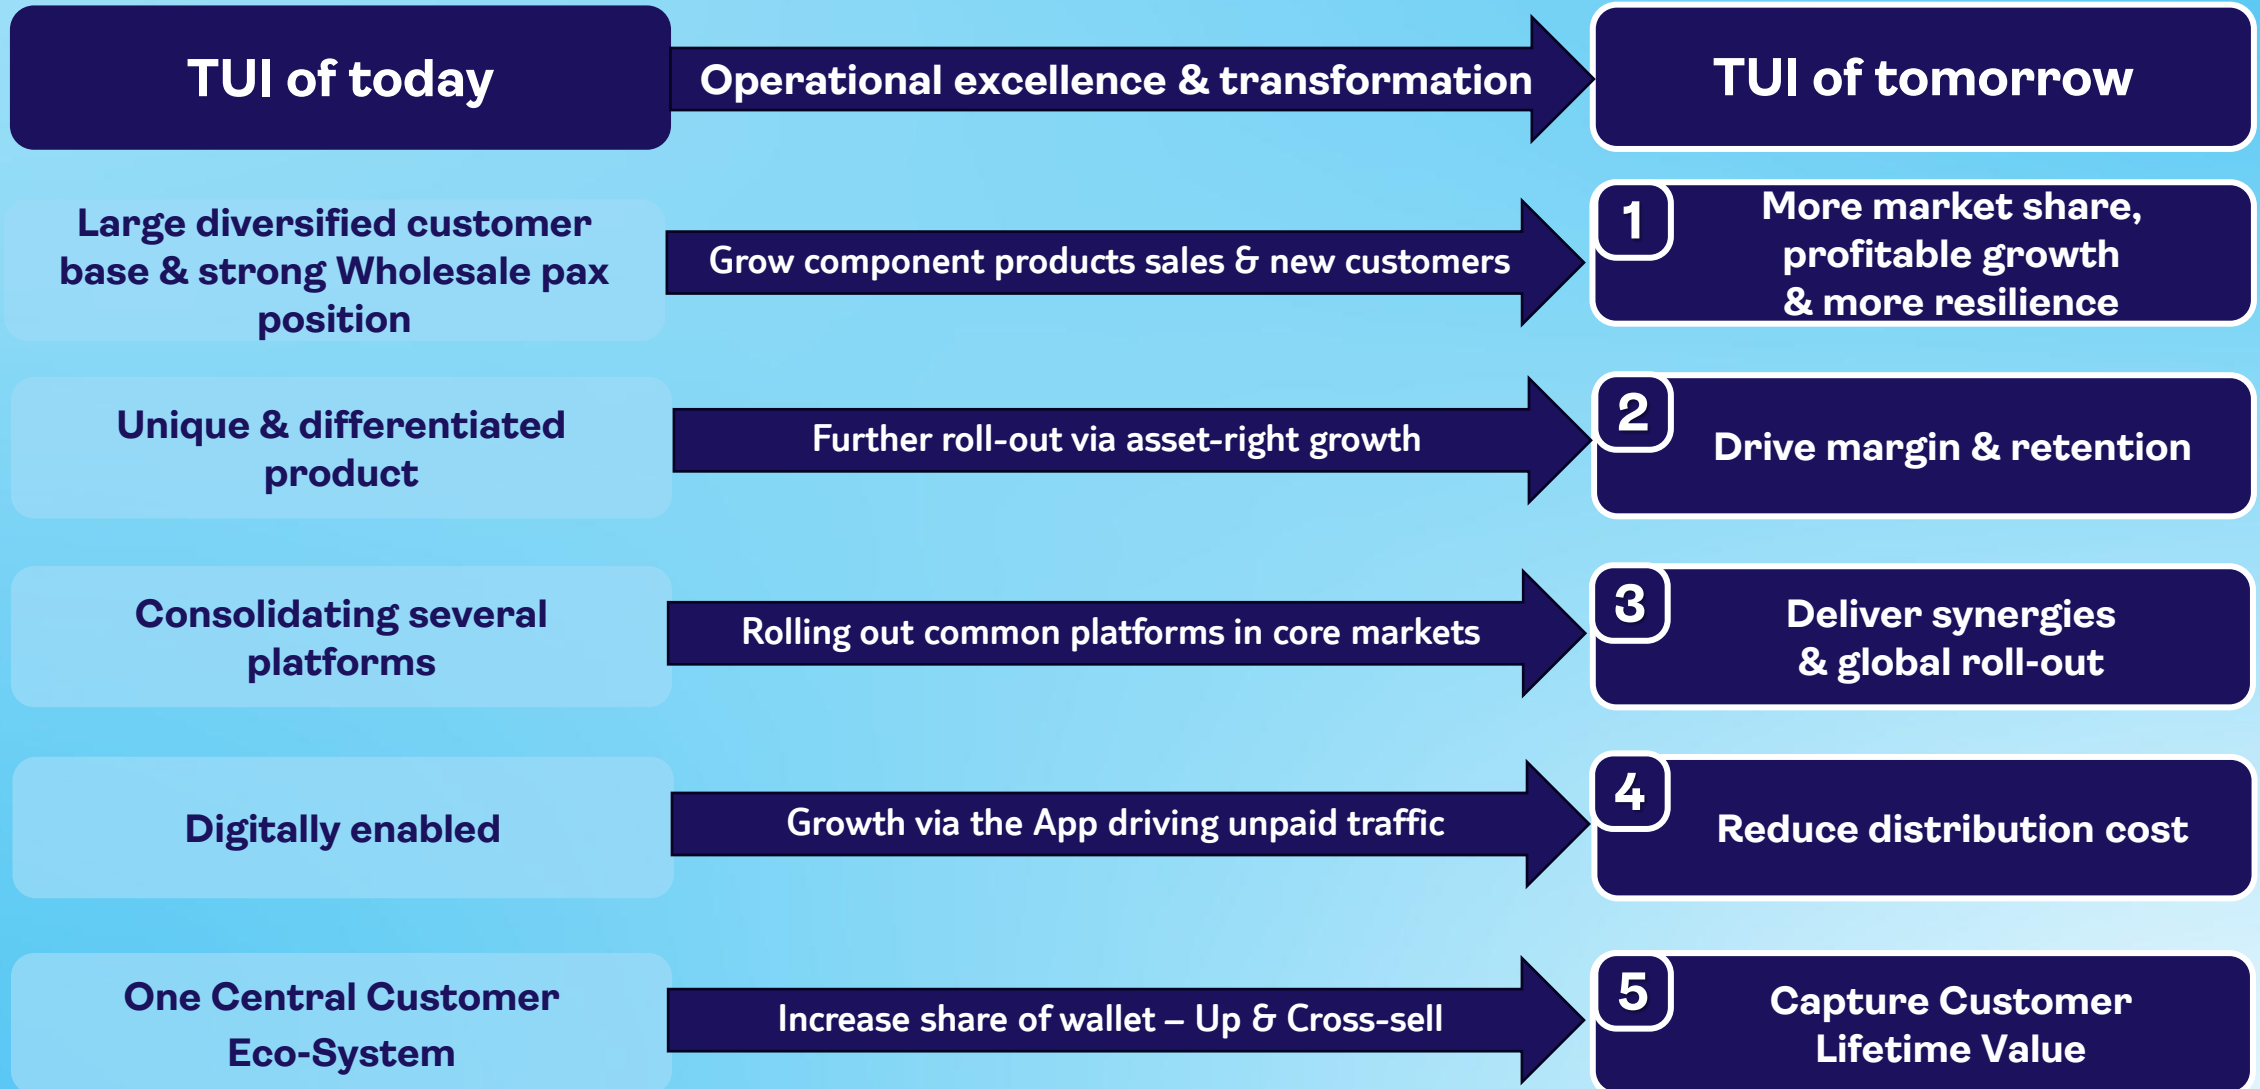 TUI of today
Operational excellence & transformation
TUI of tomorrow
Large diversified customer
base & strong Wholesale pax
position
Grow component products sales & new customers
1
More market share,
profitable growth
& more resilience
Unique & differentiated
product
Further roll-out via asset-right growth
2
Drive margin & retention
Consolidating several
platforms
Rolling out common platforms in core markets
3
Deliver synergies
& global roll-out
Digitally enabled
Growth via the App driving unpaid traffic
4
Reduce distribution cost
One Central Customer
Eco-System
Increase share of wallet – Up & Cross-sell
5
Capture Customer
Lifetime Value